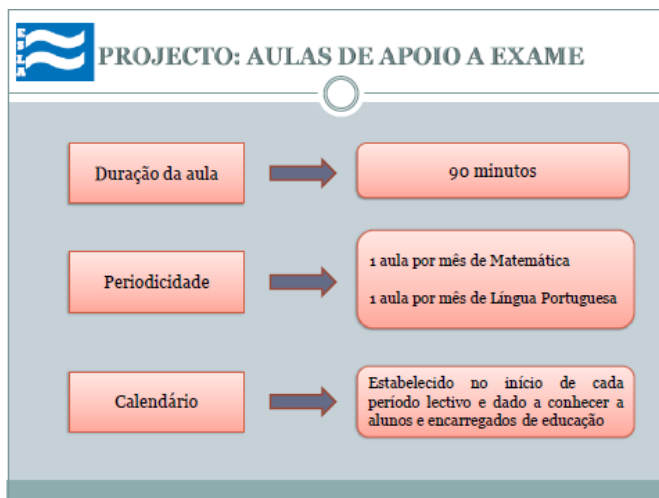 ESLA
PROJECTO: AULAS DE APOIO A EXAME
Duração da aula
90 minutos
Periodicidade
1 aula por mês de Matemática
1 aula por mês de Língua Portuguesa
Calendário
Estabelecido no início de cada
período lectivo e dado a conhecer a
alunos e encarregados de educação